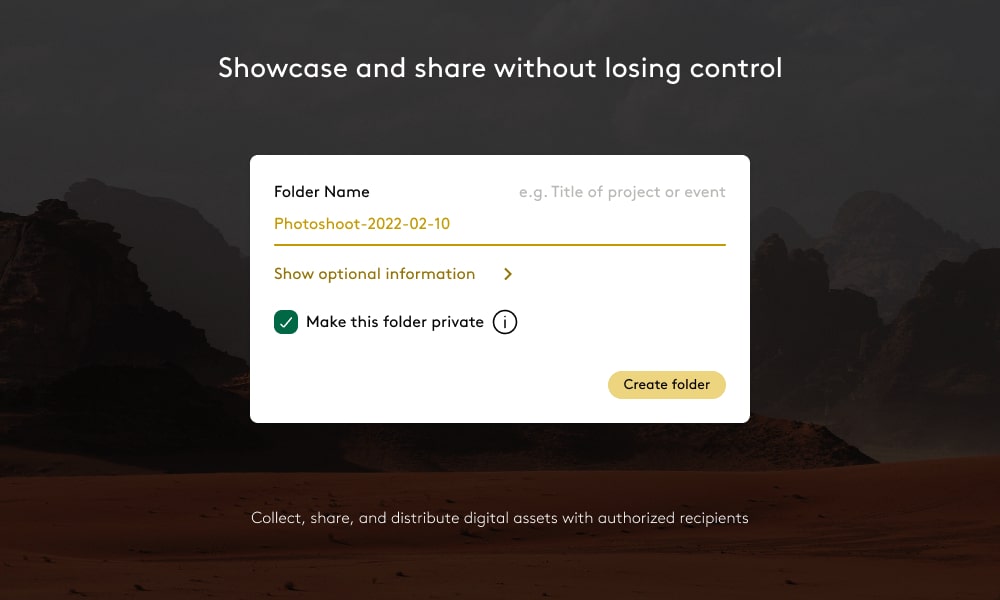 Showcase and share without losing control
Folder Name
e.g. Title of project or event
Photoshoot-2022-02-10
Show optional information
Make this folder private
Create folder
Collect, share, and distribute digital assets with authorized recipients